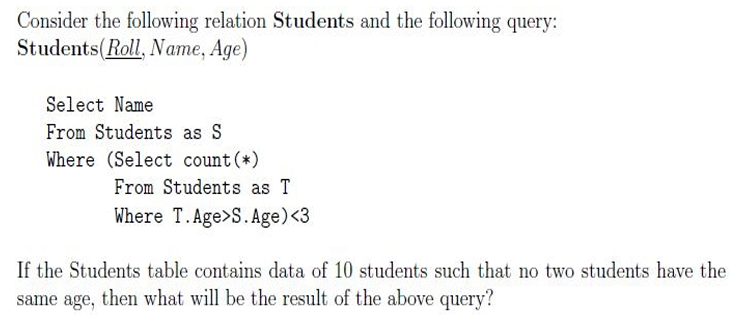 Consider the following relation Students and the following query:
Students(Roll, Name, Age)
Select Name
From Students as S
Where (Select count(*)
From Students as T
Where T.Age>S.Age)<3
If the Students table contains data of 10 students such that no two students have the
same age, then what will be the result of the above query?